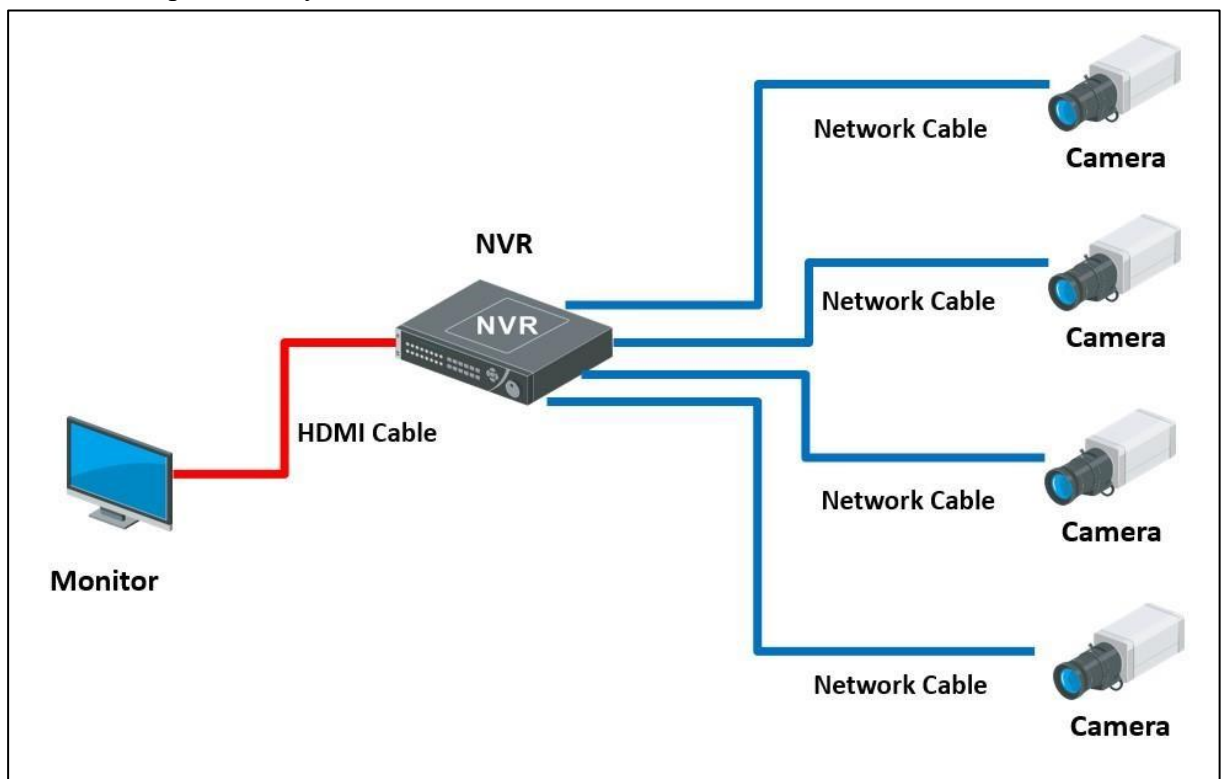 Network Cable
Camera
NVR
NVR
Network Cable
Camera
HDMI Cable
Network Cable
Camera
Monitor
Network Cable
Camera